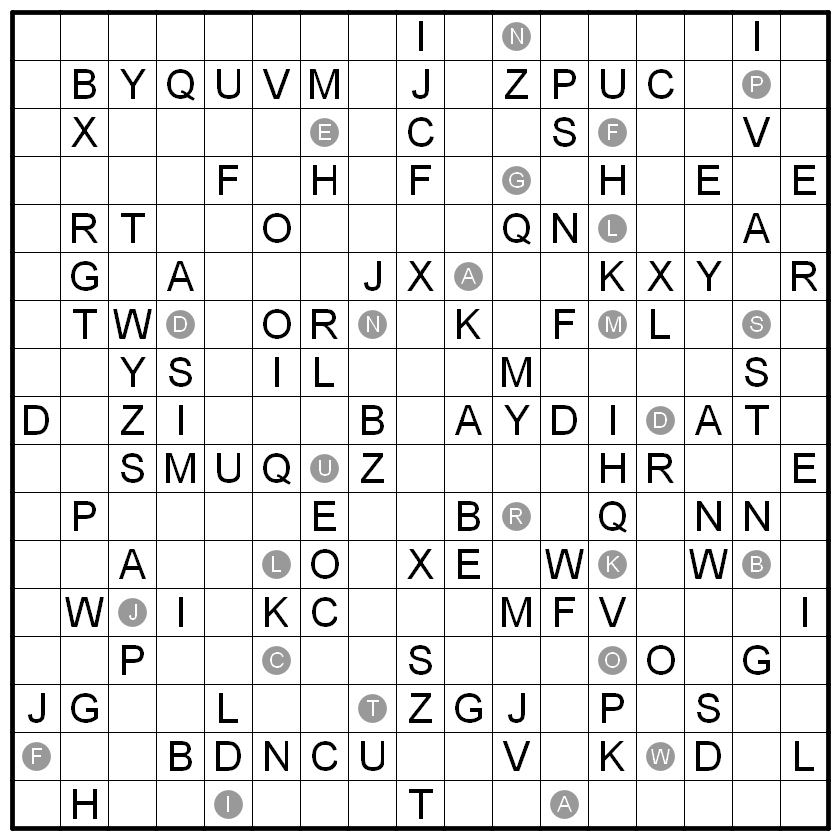 I N I
B Y Q U V M J Z P U C P
X E C S F V
F H F G H E E
R T O Q N L A
G A J X A K X Y R
T W D O R N K F M L S
Y S I L M S
D Z I B A Y D I D A T
S M U Q U Z H R E
P E B R Q N N
A L O X E W K W B
W J I K C M F V I
P C S O O G
J G L T Z G J P S
F B D N C U V K W D L
H I T A